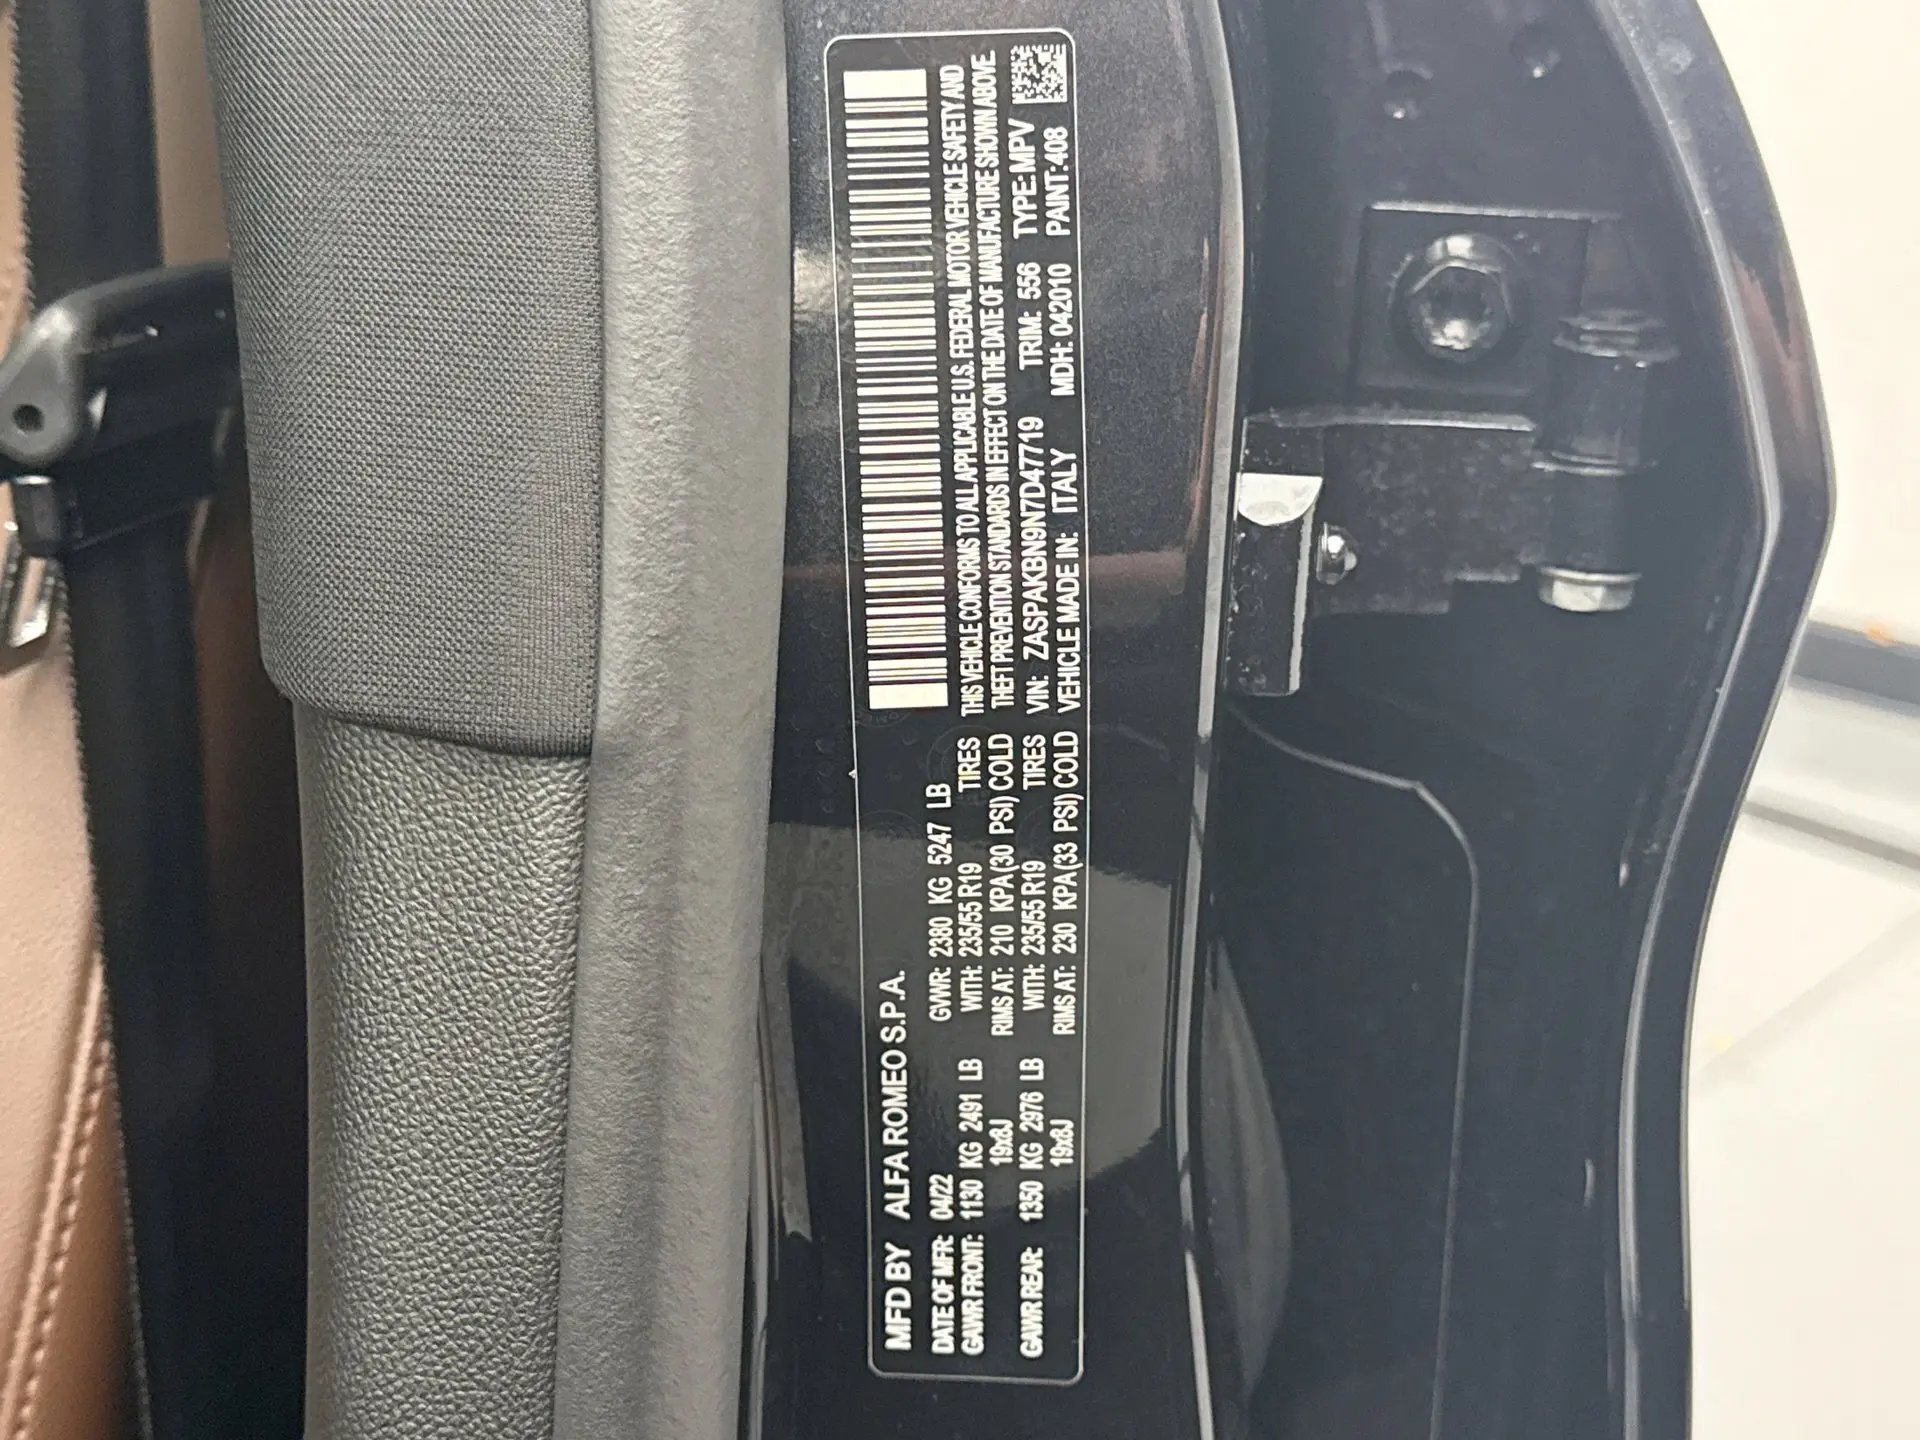 MFD BY ALFA ROMEO S.P.A.
DATE OF MFR: 04/22 GVWR: 2380 KG 5247 LB
GAWR FRONT: 1130 KG 2491 LB WITH: 235/55 R19 TIRES
19x8J RIMS AT: 210 KPA(30 PSI) COLD
GAWR REAR: 1350 KG 2976 LB WITH: 235/55 R19 TIRES
19x8J RIMS AT: 230 KPA(33 PSI) COLD
THIS VEHICLE CONFORMS TO ALL APPLICABLE U.S. FEDERAL MOTOR VEHICLE SAFETY AND
THEFT PREVENTION STANDARDS IN EFFECT ON THE DATE OF MANUFACTURE SHOWN ABOVE.
VIN: ZASPAKBN9N7D47719 TRIM: 556 TYPE: MPV
VEHICLE MADE IN: ITALY MDH: 042010 PAINT: 408